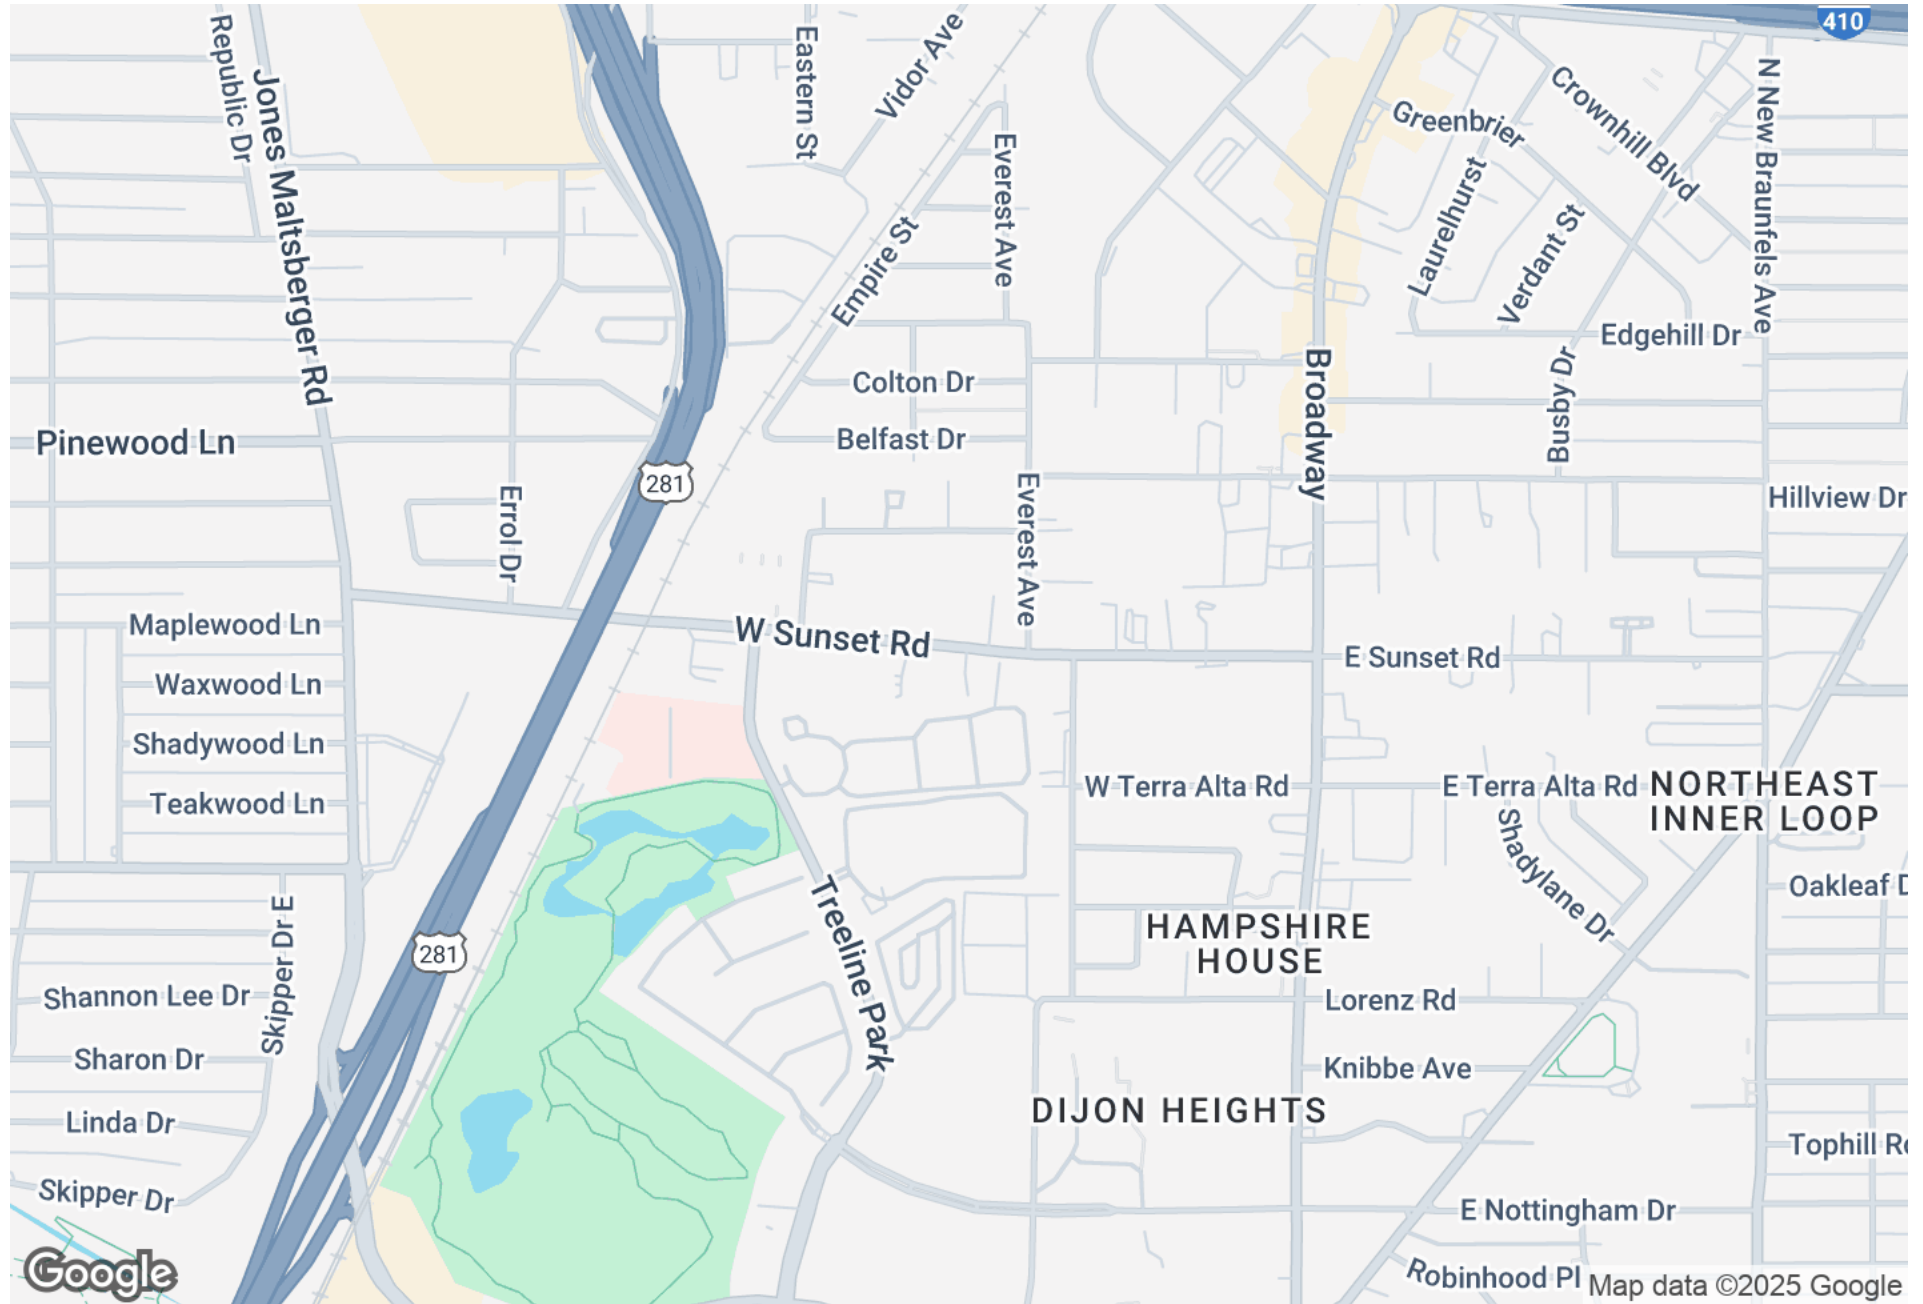 410
Republic Dr
Jones Maltsberger Rd
Eastern St
Vidor Ave
Everest Ave
Empire St
Greenbrier
Crownhill Blvd
N New Braunfels Ave
Laurelhurst
Verdant St
Edgehill Dr
Busby Dr
Broadway
Colton Dr
Belfast Dr
Pinewood Ln
281
Errol Dr
Everest Ave
Hillview Dr
Maplewood Ln
W Sunset Rd
E Sunset Rd
Waxwood Ln
Shadywood Ln
Teakwood Ln
W Terra Alta Rd
E Terra Alta Rd
NORTHEAST
INNER LOOP
Shadylane Dr
Oakleaf D
Treeline Park
HAMPSHIRE
HOUSE
Skipper Dr E
281
Shannon Lee Dr
Lorenz Rd
Sharon Dr
Knibbe Ave
DIJON HEIGHTS
Linda Dr
Tophill Ro
Skipper Dr
E Nottingham Dr
Robinhood Pl
Google
Map data ©2025 Google